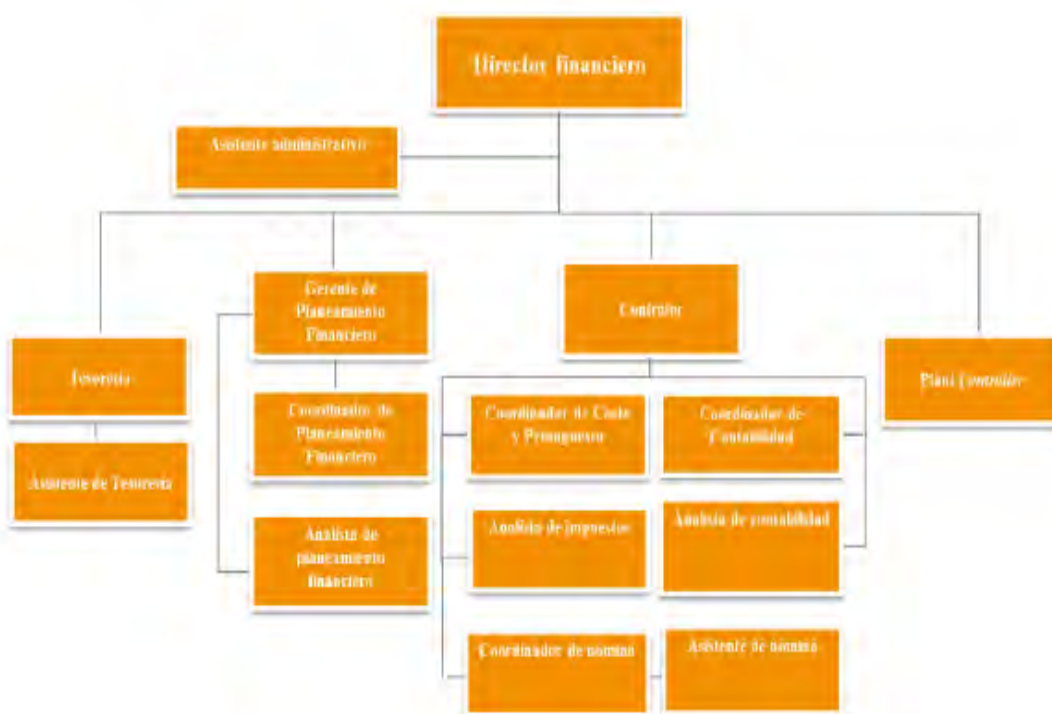 Director financiero
Asistente administrativo
Gerente de
Planeamiento
Financiero
Contralor
Tesorería
Plant Controller
Coordinador de
Planeamiento
Financiero
Coordinador de Costo
y Presupuesto
Coordinador de
Contabilidad
Asistente de Tesorería
Analista de
planeamiento
financiero
Analista de impuestos
Analista de contabilidad
Coordinador de nomina
Asistente de nomina